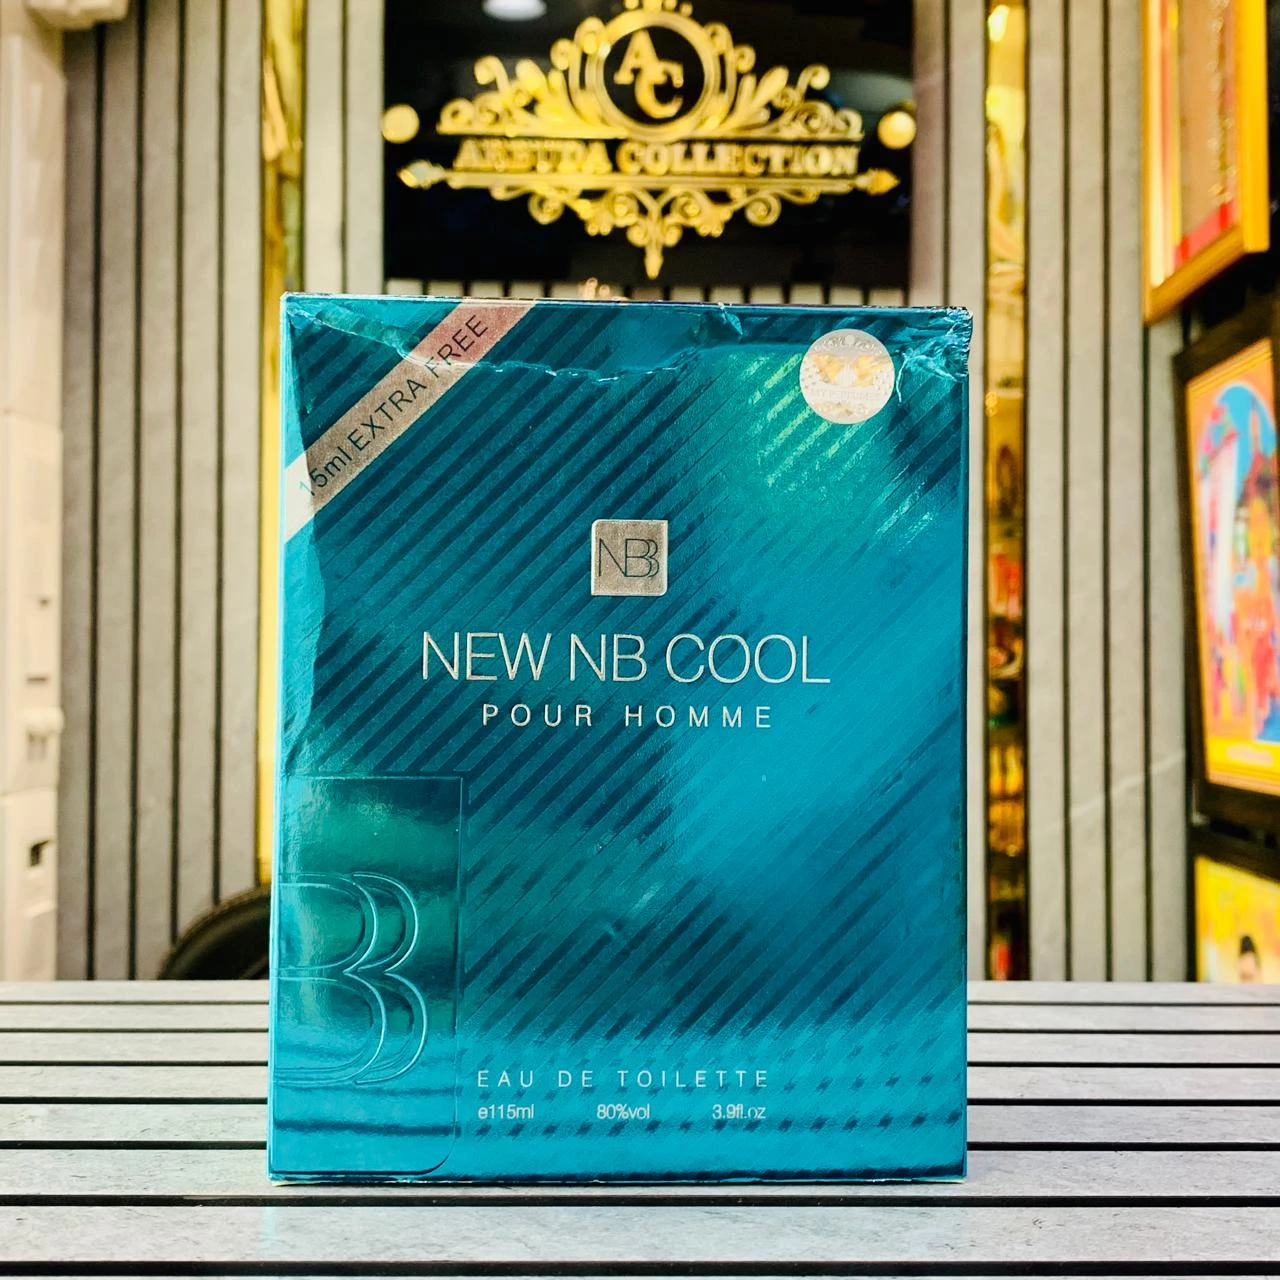 AC
COLLECTION
15ml EXTRA FREE
NB
NEW NB COOL
POUR HOMME
B
EAU DE TOILETTE
e115ml 80%vol 3.9fl.oz